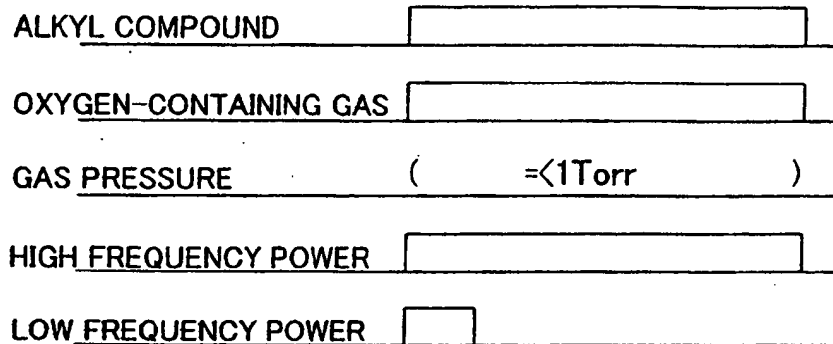 ALKYL COMPOUND
OXYGEN-CONTAINING GAS
GAS PRESSURE ( =<1Torr )
HIGH FREQUENCY POWER
LOW FREQUENCY POWER